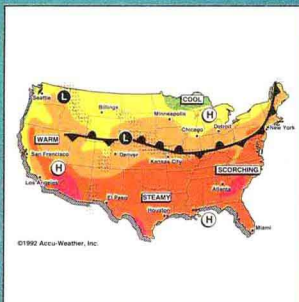 Seattle
L
COOL
Billings
Minneapolis
H
Chicago
Detroit
New York
WARM
L
San Francisco
Denver
Kansas City
H
SCORCHING
Los Angeles
Atlanta
El Paso
STEAMY
Houston
H
Miami
©1992 Accu-Weather, Inc.